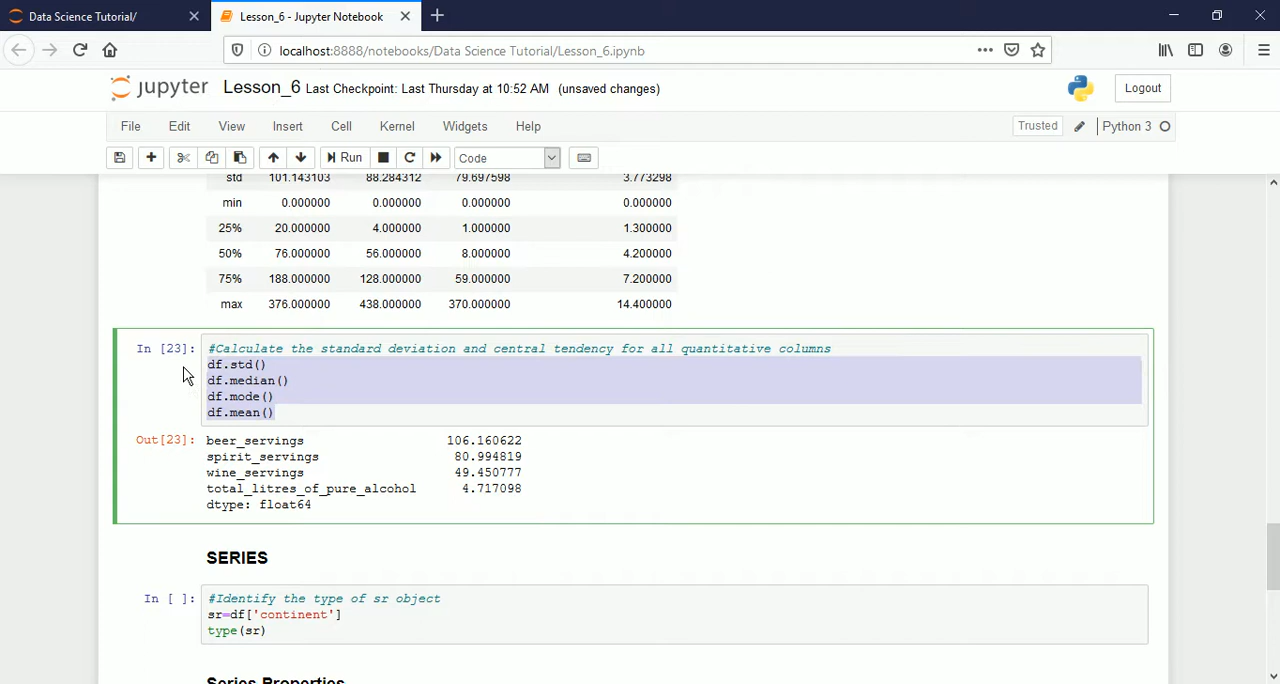 Data Science Tutorial/
Lesson_6 - Jupyter Notebook
localhost:8888/notebooks/Data Science Tutorial/Lesson_6.ipynb
jupyter Lesson_6 Last Checkpoint: Last Thursday at 10:52 AM (unsaved changes)
Logout
File Edit View Insert Cell Kernel Widgets Help
Trusted
Python 3
Run
Code
std 101.143103 88.284312 79.697598 3.773298
min 0.000000 0.000000 0.000000 0.000000
25% 20.000000 4.000000 1.000000 1.300000
50% 76.000000 56.000000 8.000000 4.200000
75% 188.000000 128.000000 59.000000 7.200000
max 376.000000 438.000000 370.000000 14.400000
In [23]: #Calculate the standard deviation and central tendency for all quantitative columns
df.std()
df.median()
df.mode()
df.mean()
Out[23]: beer_servings 106.160622
spirit_servings 80.994819
wine_servings 49.450777
total_litres_of_pure_alcohol 4.717098
dtype: float64
SERIES
In [ ]: #Identify the type of sr object
sr=df['continent']
type(sr)
Series Properties